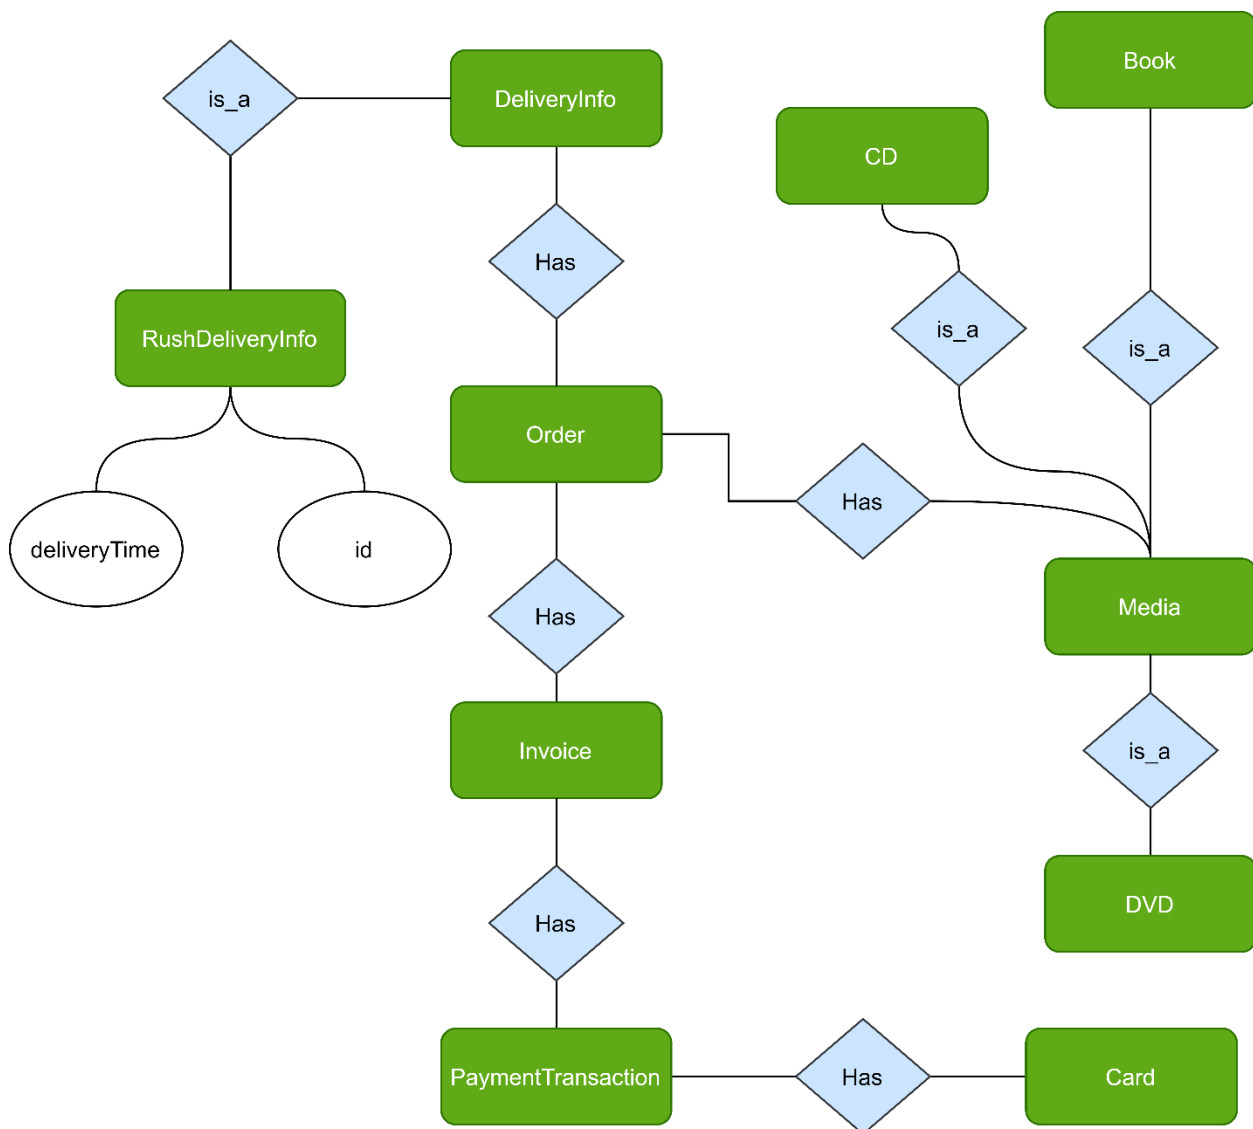 Book
is_a
DeliveryInfo
CD
Has
RushDeliveryInfo
is_a
is_a
Order
Has
deliveryTime
id
Has
Media
Invoice
is_a
Has
DVD
PaymentTransaction
Has
Card